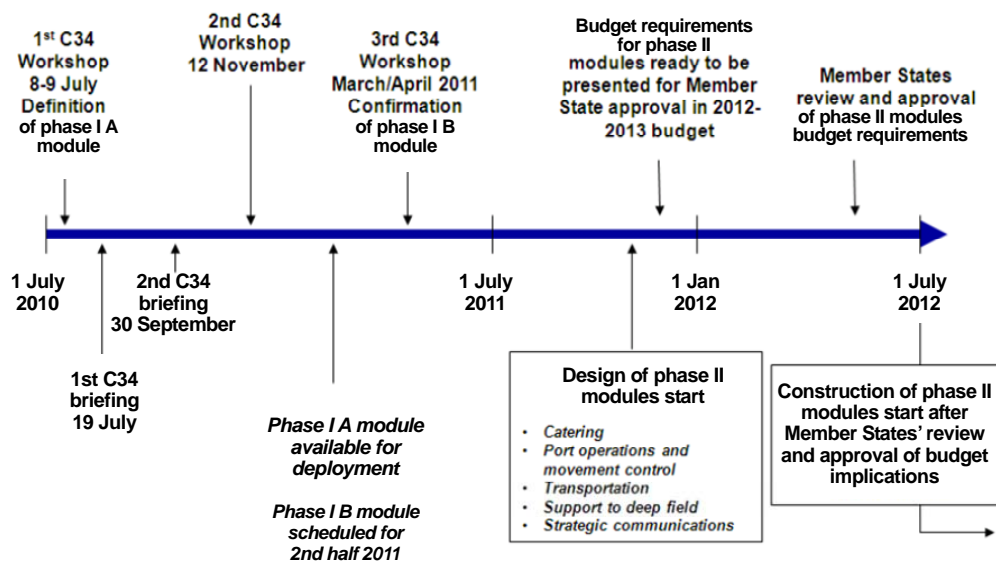 1st C34
Workshop
8-9 July
Definition
of phase I A
module
2nd C34
Workshop
12 November
3rd C34
Workshop
March/April 2011
Confirmation
of phase I B
module
Budget requirements
for phase II
modules ready to be
presented for Member
State approval in 2012-
2013 budget
Member States
review and approval
of phase II modules
budget requirements
1 July
2010
2nd C34
briefing
30 September
1 July
2011
1 Jan
2012
1 July
2012
1st C34
briefing
19 July
Phase I A module
available for
deployment
Phase I B module
scheduled for
2nd half 2011
Design of phase II
modules start
• Catering
• Port operations and
movement control
• Transportation
• Support to deep field
• Strategic communications
Construction of phase II
modules start after
Member States’ review
and approval of budget
implications